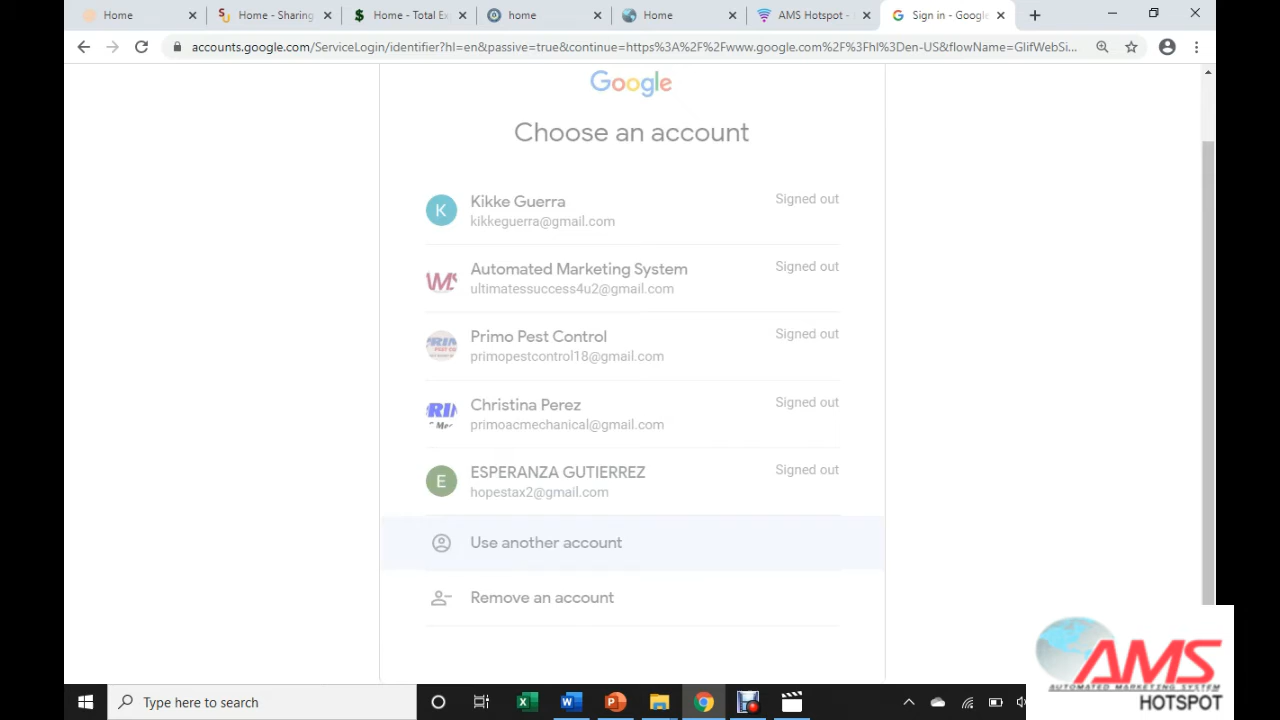 Home
Home - Sharing
Home - Total Ex
home
Home
AMS Hotspot -
Sign in - Google
accounts.google.com/ServiceLogin/identifier?hl=en&passive=true&continue=https%3A%2F%2Fwww.google.com%2F%3Fhl%3Den-US&flowName=GlifWebSi...
Google
Choose an account
K
Kikke Guerra
Signed out
kikkeguerra@gmail.com
Automated Marketing System
Signed out
ultimatessuccess4u2@gmail.com
Primo Pest Control
Signed out
primopestcontrol18@gmail.com
Christina Perez
Signed out
primoacmechanical@gmail.com
E
ESPERANZA GUTIERREZ
Signed out
hopestax2@gmail.com
Use another account
Remove an account
Type here to search
AMS
AUTOMATED MARKETING SYSTEM
HOTSPOT